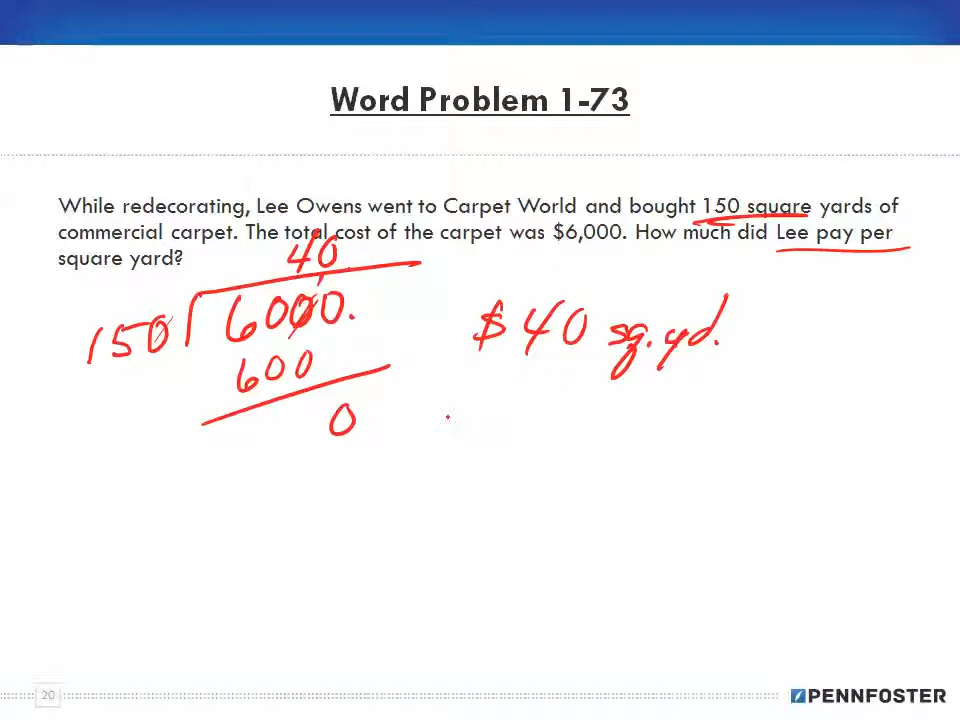 Word Problem 1-73
While redecorating, Lee Owens went to Carpet World and bought 150 square yards of
commercial carpet. The total cost of the carpet was $6,000. How much did Lee pay per
square yard?
40
150 6000.
$40 sq. yd.
600
0
20
PENNFOSTER